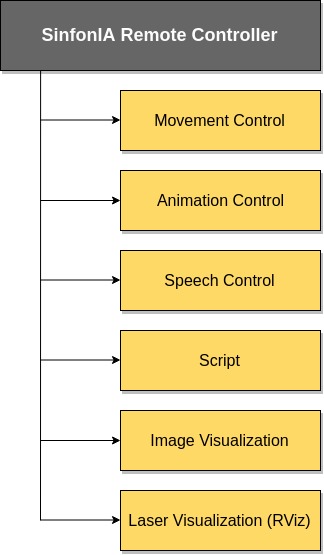 SinfonIA Remote Controller
Movement Control
Animation Control
Speech Control
Script
Image Visualization
Laser Visualization (RViz)